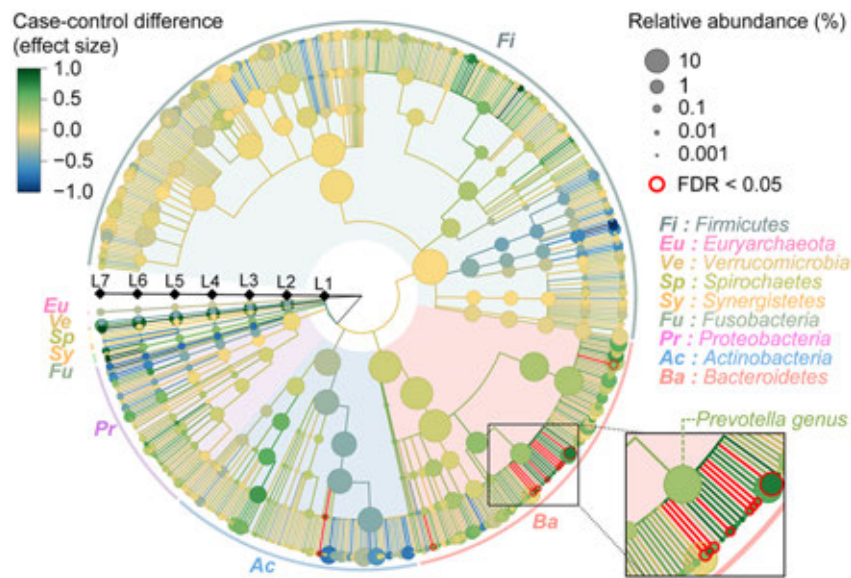 Case-control difference
(effect size)
1.0
0.5
0.0
−0.5
−1.0
Fi
Relative abundance (%)
10
1
0.1
0.01
0.001
FDR < 0.05
Fi : Firmicutes
Eu : Euryarchaeota
Ve : Verrucomicrobia
Sp : Spirochaetes
Sy : Synergistetes
Fu : Fusobacteria
Pr : Proteobacteria
Ac : Actinobacteria
Ba : Bacteroidetes
L7 L6 L5 L4 L3 L2 L1
Eu
Ve
Sp
Sy
Fu
Pr
Ac
Ba
Prevotella genus